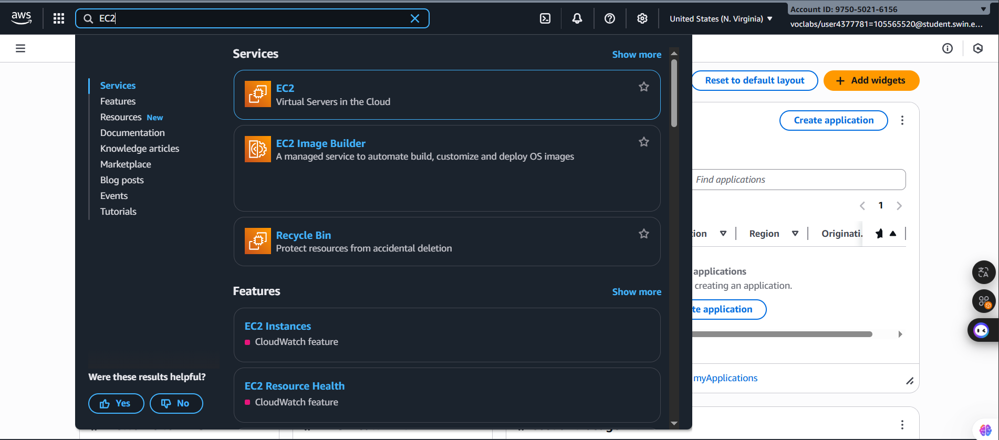 aws
EC2
United States (N. Virginia)
Account ID: 9750-5021-6156
voclabs/user4377781=105565520@student.swin.e...
Services
Features
Resources New
Documentation
Knowledge articles
Marketplace
Blog posts
Events
Tutorials
Were these results helpful?
Yes
No
Services
Show more
EC2
Virtual Servers in the Cloud
EC2 Image Builder
A managed service to automate build, customize and deploy OS images
Recycle Bin
Protect resources from accidental deletion
Features
Show more
EC2 Instances
CloudWatch feature
EC2 Resource Health
CloudWatch feature
Reset to default layout
Add widgets
Create application
Find applications
1
tion
Region
Originati.
applications
creating an application.
te application
myApplications